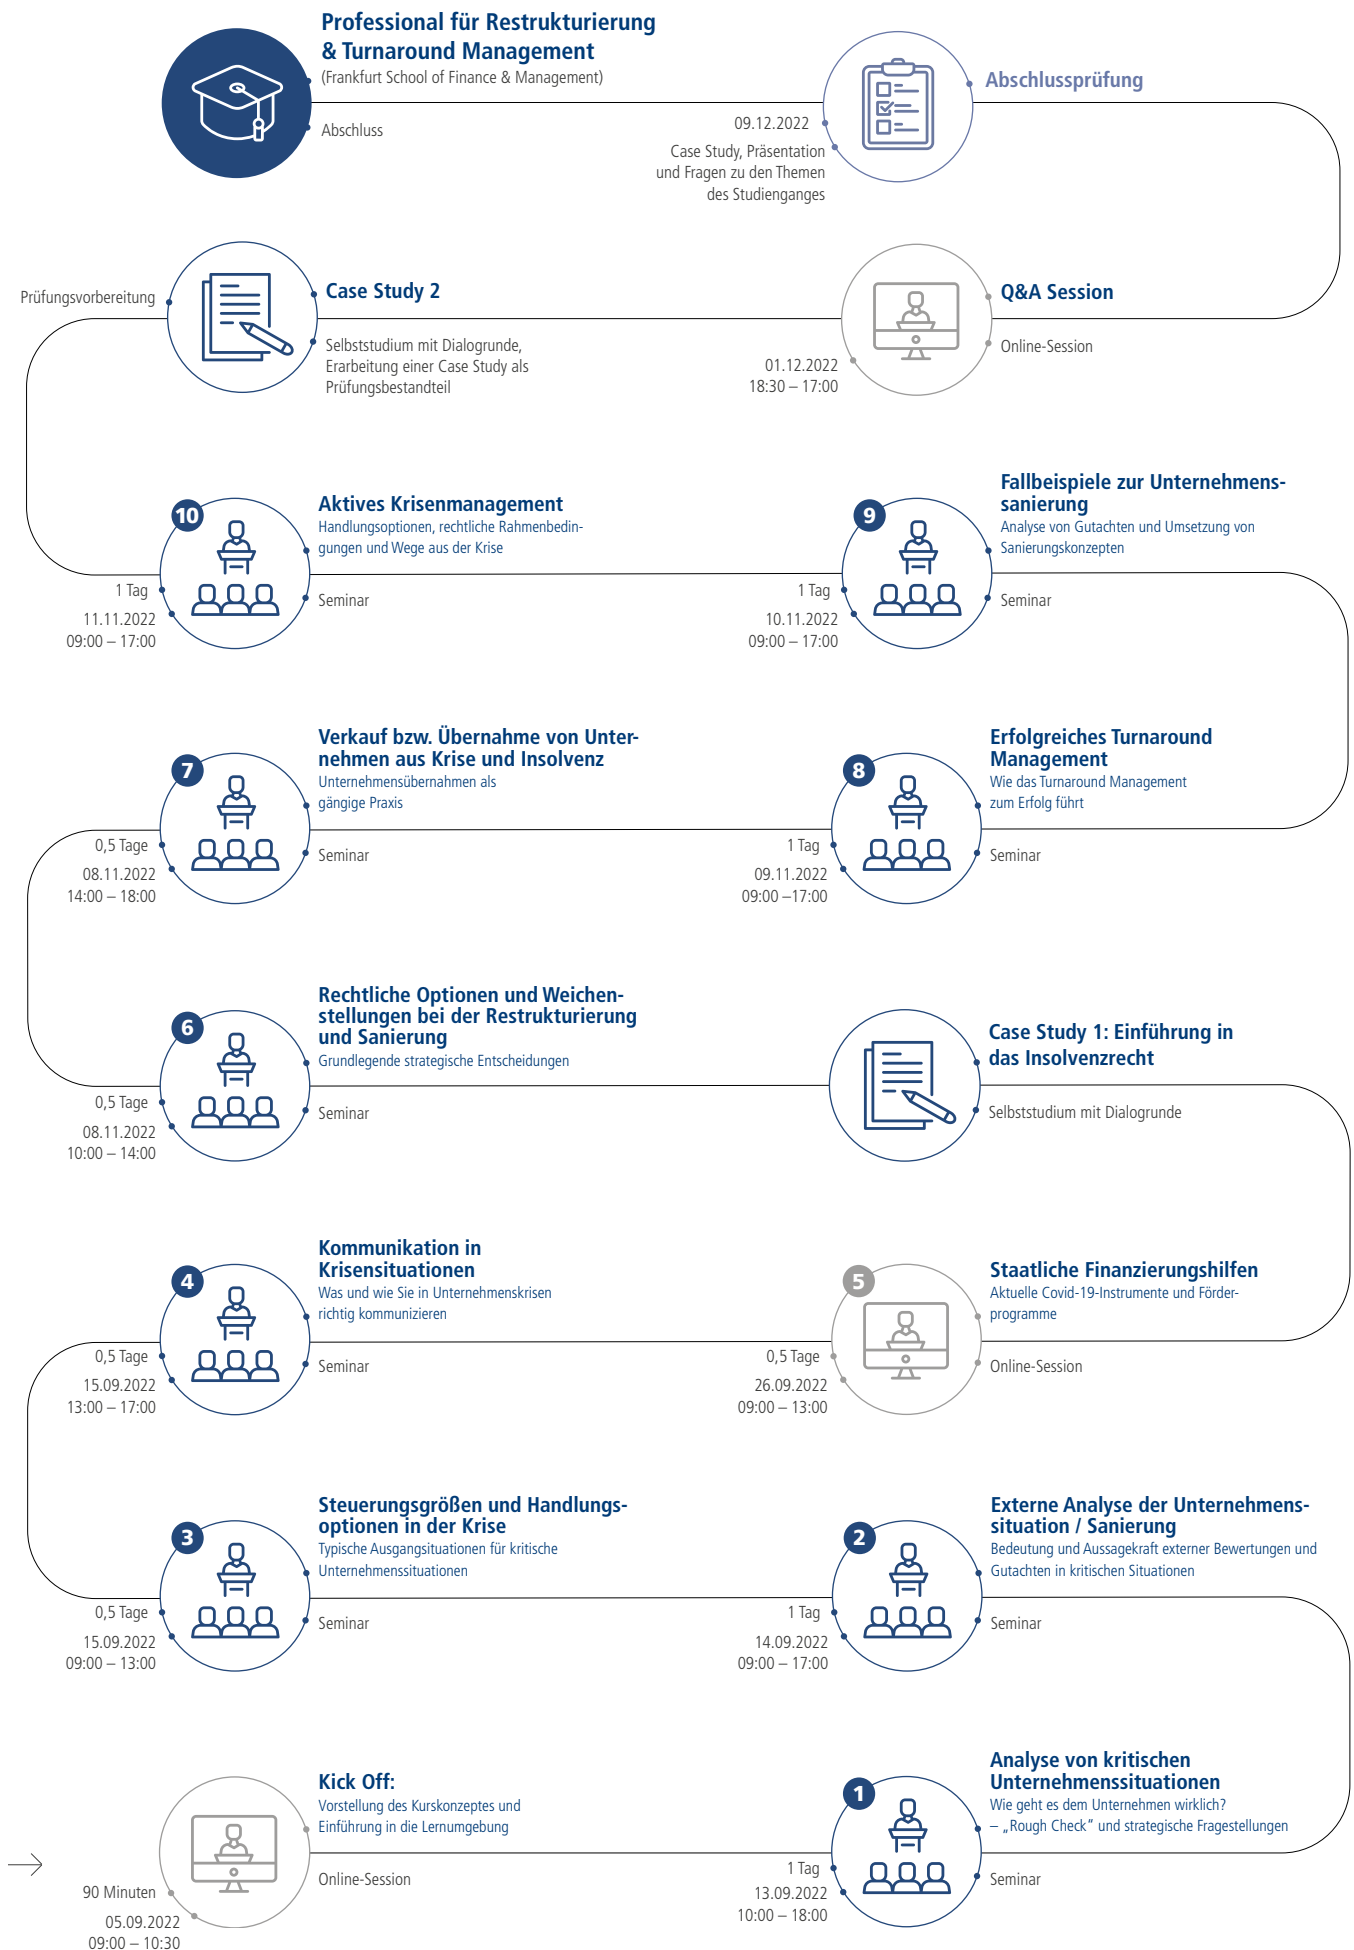 Professional für Restrukturierung
& Turnaround Management
(Frankfurt School of Finance & Management)
Abschluss
Abschlussprüfung
09.12.2022
Case Study, Präsentation
und Fragen zu den Themen
des Studienganges
Prüfungsvorbereitung
Case Study 2
Selbststudium mit Dialogrunde,
Erarbeitung einer Case Study als
Prüfungsbestandteil
Q&A Session
Online-Session
01.12.2022
18:30 – 17:00
10
Aktives Krisenmanagement
Handlungsoptionen, rechtliche Rahmenbedin-
gungen und Wege aus der Krise
Seminar
1 Tag
11.11.2022
09:00 – 17:00
9
Fallbeispiele zur Unternehmens-
sanierung
Analyse von Gutachten und Umsetzung von
Sanierungskonzepten
Seminar
1 Tag
10.11.2022
09:00 – 17:00
7
Verkauf bzw. Übernahme von Unter-
nehmen aus Krise und Insolvenz
Unternehmensübernahmen als
gängige Praxis
Seminar
0,5 Tage
08.11.2022
14:00 – 18:00
8
Erfolgreiches Turnaround
Management
Wie das Turnaround Management
zum Erfolg führt
Seminar
1 Tag
09.11.2022
09:00 –17:00
6
Rechtliche Optionen und Weichen-
stellungen bei der Restrukturierung
und Sanierung
Grundlegende strategische Entscheidungen
Seminar
0,5 Tage
08.11.2022
10:00 – 14:00
Case Study 1: Einführung in
das Insolvenzrecht
Selbststudium mit Dialogrunde
4
Kommunikation in
Krisensituationen
Was und wie Sie in Unternehmenskrisen
richtig kommunizieren
Seminar
0,5 Tage
15.09.2022
13:00 – 17:00
5
Staatliche Finanzierungshilfen
Aktuelle Covid-19-Instrumente und Förder-
programme
Online-Session
0,5 Tage
26.09.2022
09:00 – 13:00
3
Steuerungsgrößen und Handlungs-
optionen in der Krise
Typische Ausgangsituationen für kritische
Unternehmenssituationen
Seminar
0,5 Tage
15.09.2022
09:00 – 13:00
2
Externe Analyse der Unternehmens-
situation / Sanierung
Bedeutung und Aussagekraft externer Bewertungen und
Gutachten in kritischen Situationen
Seminar
1 Tag
14.09.2022
09:00 – 17:00
Kick Off:
Vorstellung des Kurskonzeptes und
Einführung in die Lernumgebung
Online-Session
90 Minuten
05.09.2022
09:00 – 10:30
1
Analyse von kritischen
Unternehmenssituationen
Wie geht es dem Unternehmen wirklich?
– „Rough Check“ und strategische Fragestellungen
Seminar
1 Tag
13.09.2022
10:00 – 18:00